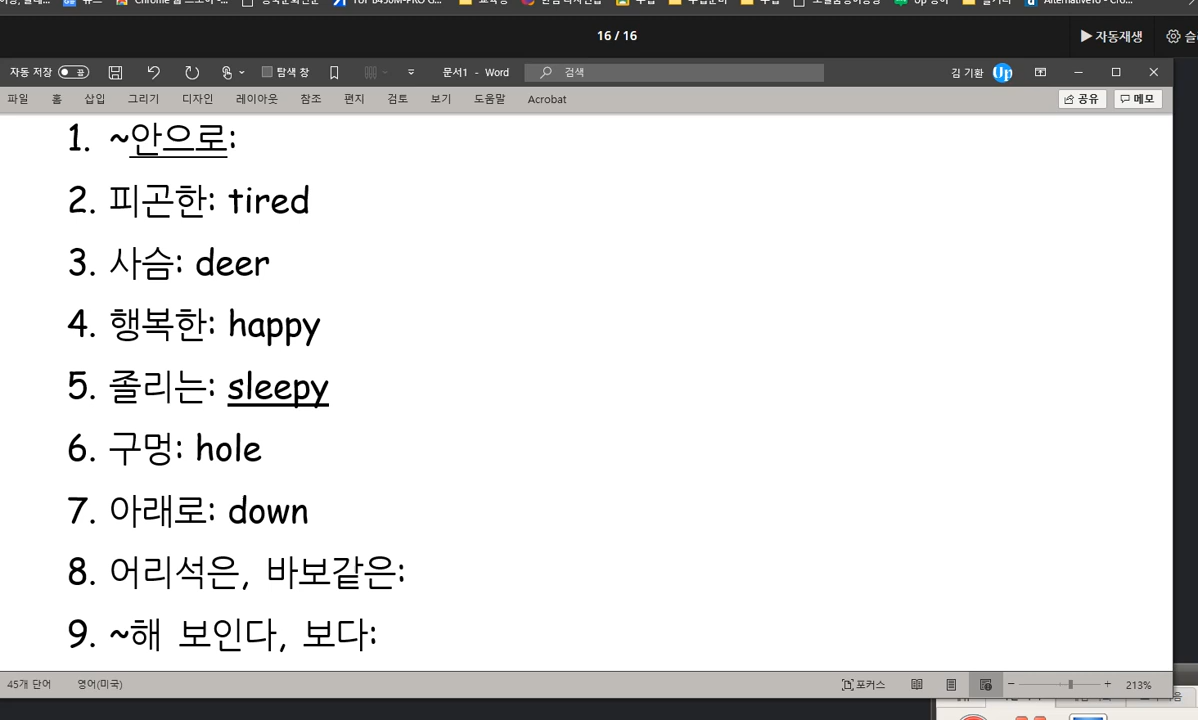 16 / 16
자동재생
자동 저장 끔
탐색 창
문서1 - Word
검색
김 기환 Up
파일 홈 삽입 그리기 디자인 레이아웃 참조 편지 검토 보기 도움말 Acrobat
공유 메모
1. ~안으로:
2. 피곤한: tired
3. 사슴: deer
4. 행복한: happy
5. 졸리는: sleepy
6. 구멍: hole
7. 아래로: down
8. 어리석은, 바보같은:
9. ~해 보인다, 보다:
45개 단어 영어(미국) 포커스 213%